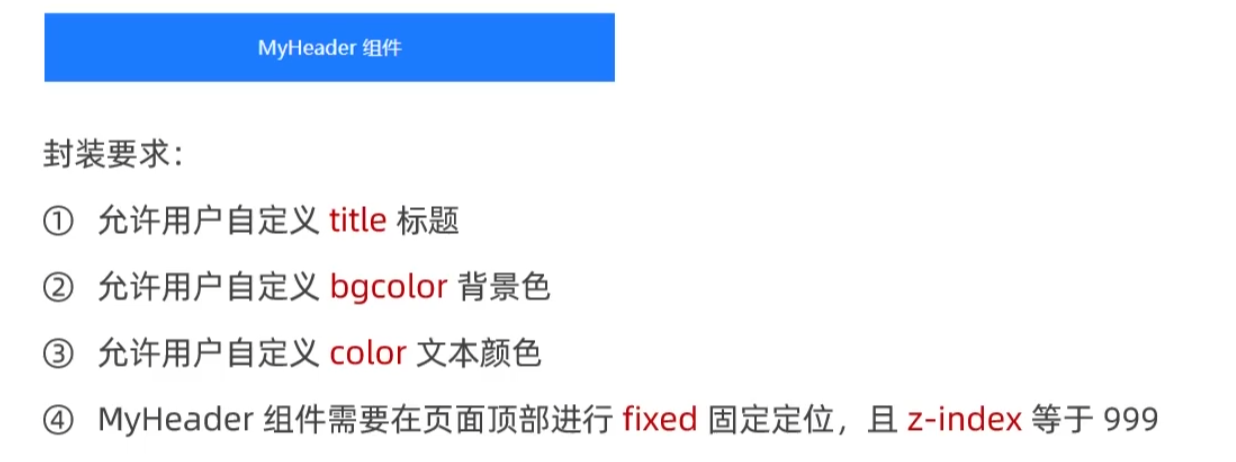 MyHeader 组件
封装要求：
① 允许用户自定义 title 标题
② 允许用户自定义 bgcolor 背景色
③ 允许用户自定义 color 文本颜色
④ MyHeader 组件需要在页面顶部进行 fixed 固定定位，且 z-index 等于 999